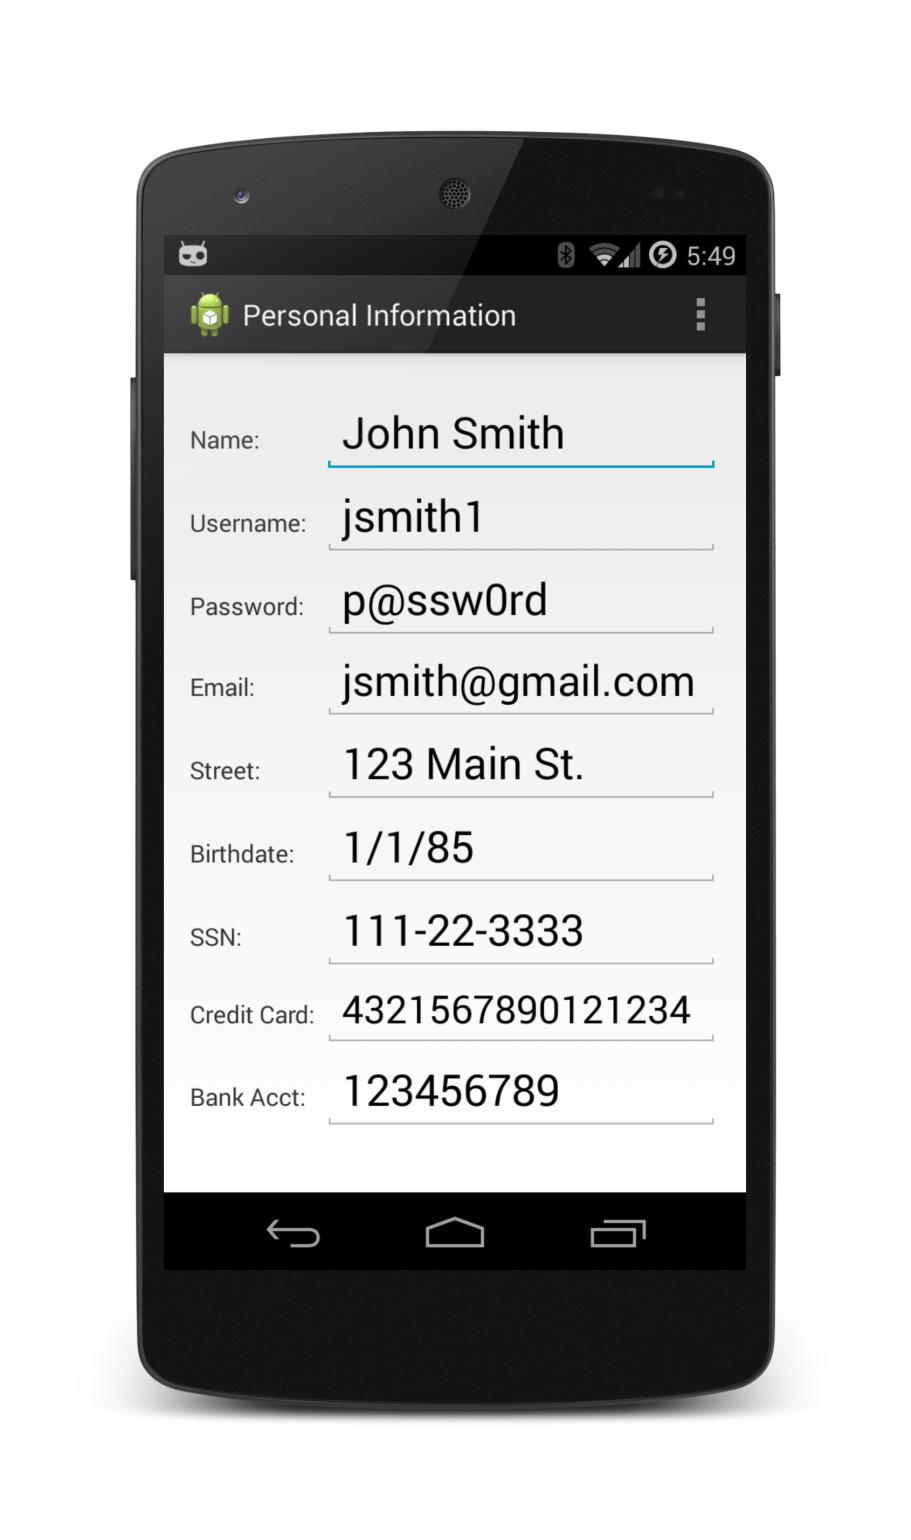 5:49
Personal Information
Name: John Smith
Username: jsmith1
Password: p@ssw0rd
Email: jsmith@gmail.com
Street: 123 Main St.
Birthdate: 1/1/85
SSN: 111-22-3333
Credit Card: 4321567890121234
Bank Acct: 123456789